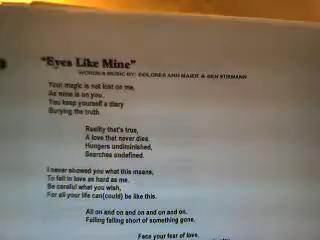 "Eyes Like Mine"
WORDS & MUSIC BY: DOLORES ANN MAIER & BEN STIEMANN
Your magic is not lost on me,
As mine is on you.
You keep yourself a diary
Burying the truth
Reality that's true,
A love that never dies.
Hungers undiminished,
Searches undefined.
I never showed you what this means,
To fall in love as hard as me.
Be careful what you wish,
For all your life can(could) be like this.
All on and on and on and on and on.
Falling falling short of something gone.
Face your fear of love.